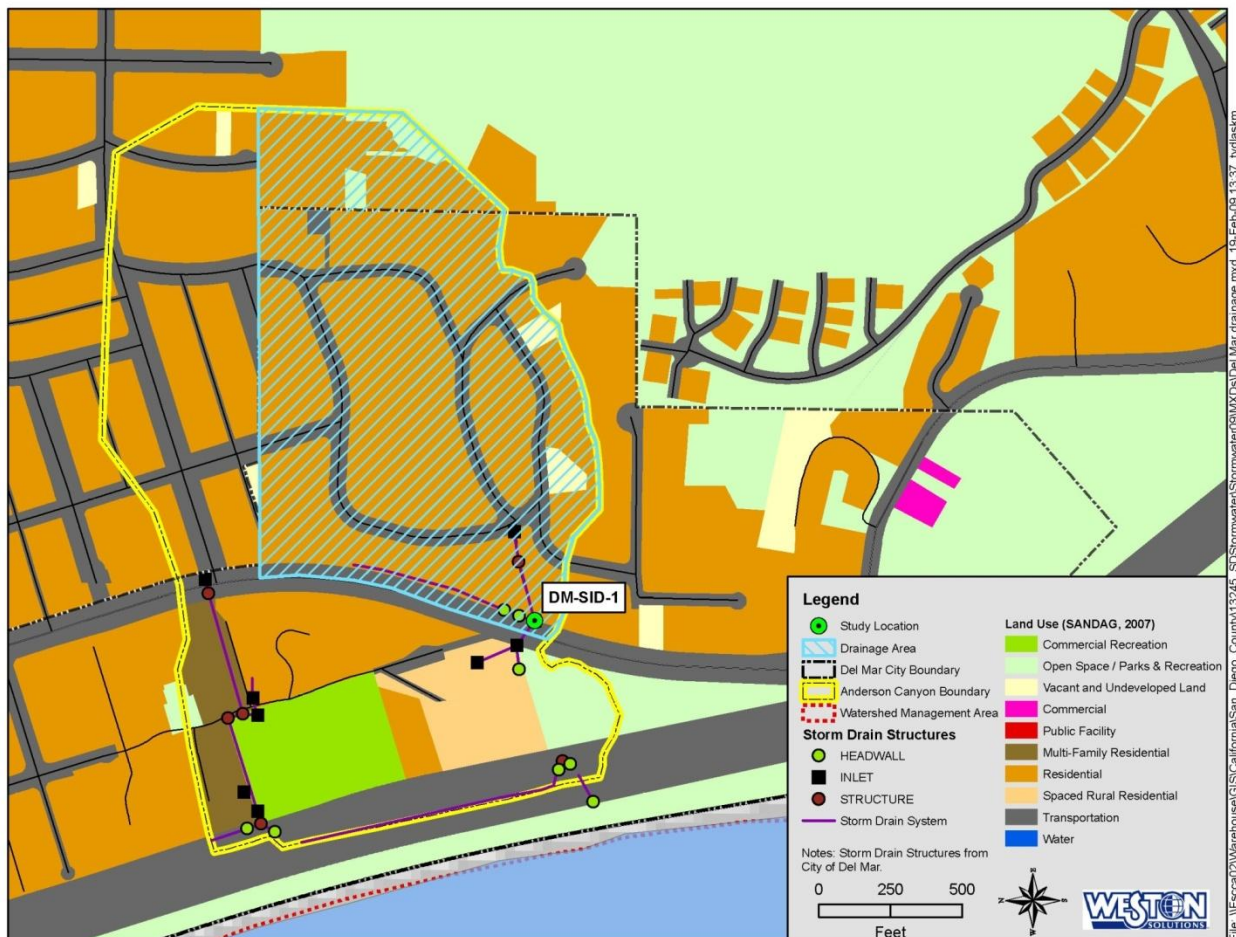 DM-SID-1
Legend
Study Location
Drainage Area
Del Mar City Boundary
Anderson Canyon Boundary
Watershed Management Area
Storm Drain Structures
HEADWALL
INLET
STRUCTURE
Storm Drain System
Notes: Storm Drain Structures from
City of Del Mar.
0 250 500
Feet
Land Use (SANDAG, 2007)
Commercial Recreation
Open Space / Parks & Recreation
Vacant and Undeveloped Land
Commercial
Public Facility
Multi-Family Residential
Residential
Spaced Rural Residential
Transportation
Water
N
S
E
W
WESTON
SOLUTIONS